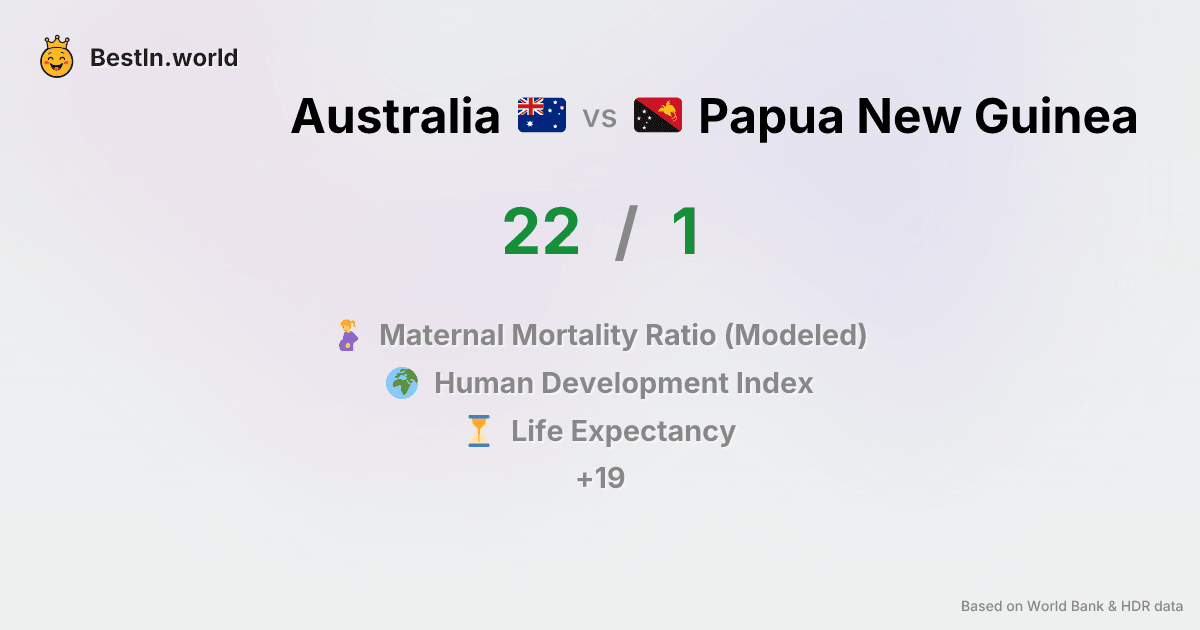 BestIn.world
Australia vs Papua New Guinea
22 / 1
Maternal Mortality Ratio (Modeled)
Human Development Index
Life Expectancy
+19
Based on World Bank & HDR data